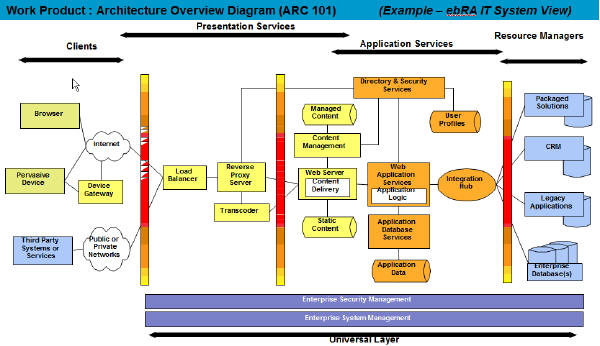 Work Product : Architecture Overview Diagram (ARC 101)
(Example – ebRA IT System View)
Presentation Services
Clients
Application Services
Resource Managers
Directory & Security
Services
Browser
Managed
Content
User
Profiles
Packaged
Solutions
Internet
Content
Management
CRM
Pervasive
Device
Device
Gateway
Load
Balancer
Reverse
Proxy
Server
Web Server
Content
Delivery
Web
Application
Services
Application
Logic
Integration
Hub
Transcoder
Static
Content
Application
Database
Services
Legacy
Applications
Third Party
Systems or
Services
Public or
Private
Networks
Application
Data
Enterprise
Database(s)
Enterprise Security Management
Enterprise System Management
Universal Layer